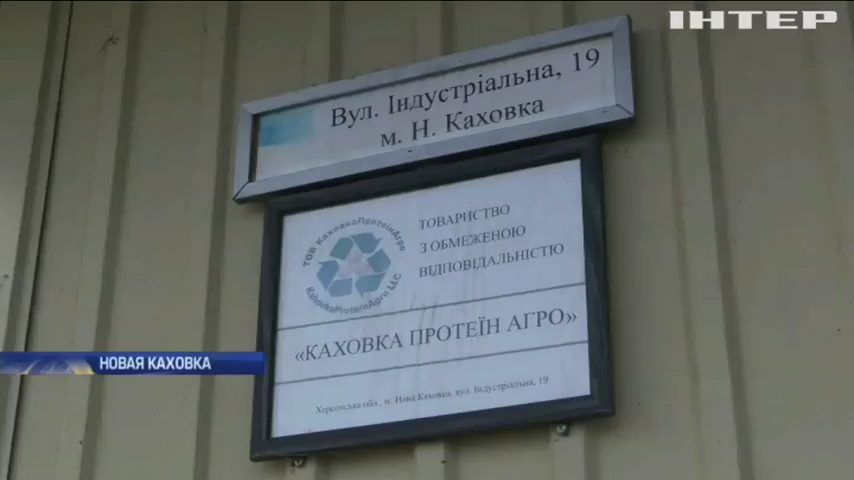 ІНТЕР
Вул. Індустріальна, 19
м. Н. Каховка
ТОВ КаховкаПротеїнАгро
KahovkaProteinAgro LLC
ТОВАРИСТВО
З ОБМЕЖЕНОЮ
ВІДПОВІДАЛЬНІСТЮ
«КАХОВКА ПРОТЕЇН АГРО»
Херсонська обл., м. Нова Каховка, вул. Індустріальна, 19
НОВАЯ КАХОВКА